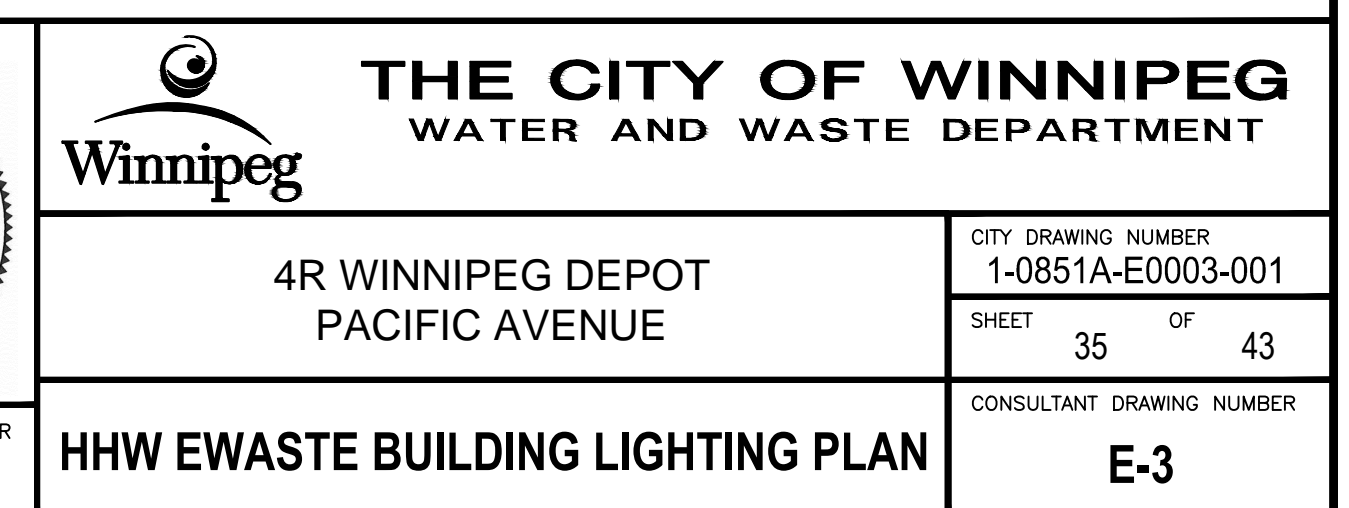 Winnipeg
THE CITY OF WINNIPEG
WATER AND WASTE DEPARTMENT
4R WINNIPEG DEPOT
PACIFIC AVENUE
CITY DRAWING NUMBER
1-0851A-E0003-001
SHEET 35 OF 43
R
HHW EWASTE BUILDING LIGHTING PLAN
CONSULTANT DRAWING NUMBER
E-3